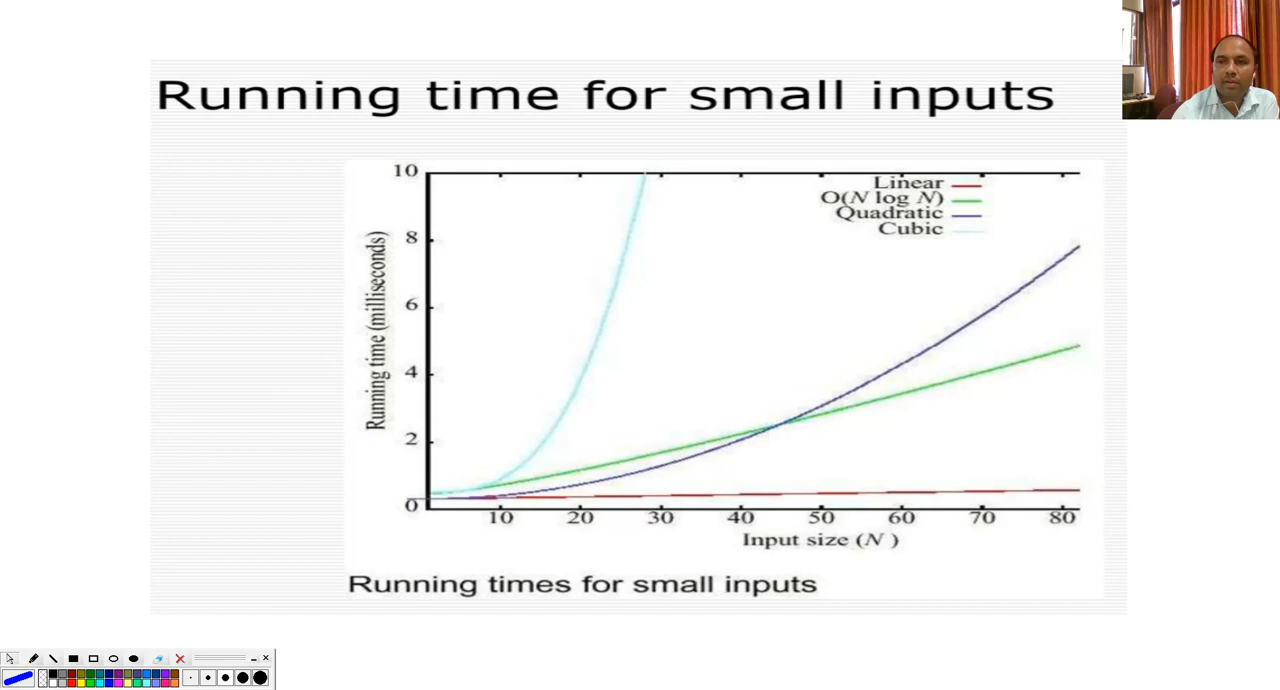 Running time for small inputs
Linear
O(N log N)
Quadratic
Cubic
Running time (milliseconds)
10
8
6
4
2
0
10 20 30 40 50 60 70 80
Input size (N )
Running times for small inputs